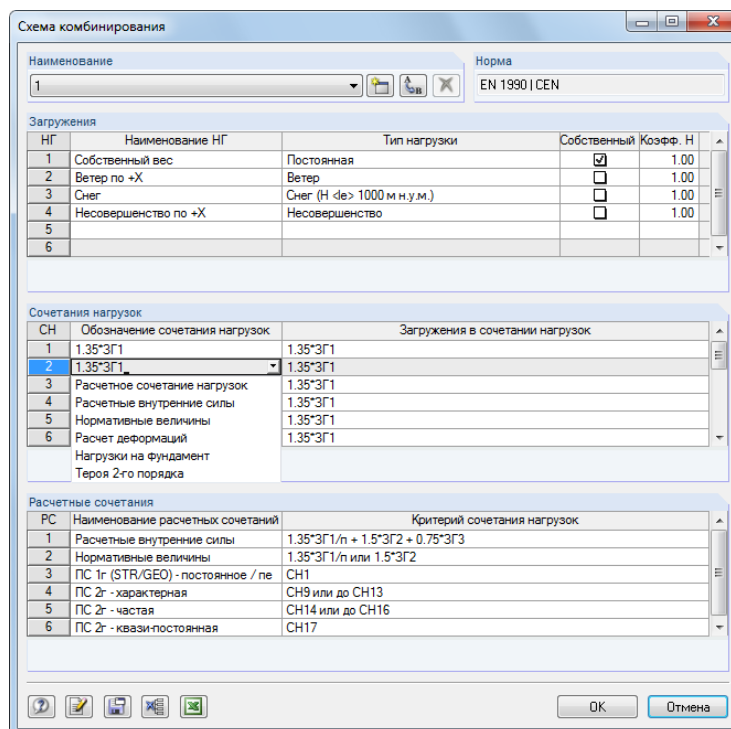 Схема комбинирования
Наименование
Норма
1
EN 1990 | CEN
Загружения
НГ Наименование НГ Тип нагрузки Собственный Коэфф. Н
1 Собственный вес Постоянная 1.00
2 Ветер по +X Ветер 1.00
3 Снег Снег (H <le> 1000 м н.у.м.) 1.00
4 Несовершенство по +X Несовершенство 1.00
5
6
Сочетания нагрузок
СН Обозначение сочетания нагрузок Загружения в сочетании нагрузок
1 1.35*ЗГ1 1.35*ЗГ1
2 1.35*ЗГ1_ 1.35*ЗГ1
3 Расчетное сочетание нагрузок 1.35*ЗГ1
4 Расчетные внутренние силы 1.35*ЗГ1
5 Нормативные величины 1.35*ЗГ1
6 Расчет деформаций 1.35*ЗГ1
Нагрузки на фундамент
Тероя 2-го порядка
Расчетные сочетания
РС Наименование расчетных сочетаний Критерий сочетания нагрузок
1 Расчетные внутренние силы 1.35*ЗГ1/п + 1.5*ЗГ2 + 0.75*ЗГ3
2 Нормативные величины 1.35*ЗГ1/п или 1.5*ЗГ2
3 ПС 1г (STR/GEO) - постоянное / пе СН1
4 ПС 2г - характерная СН9 или до СН13
5 ПС 2г - частая СН14 или до СН16
6 ПС 2г - квази-постоянная СН17
OK Отмена